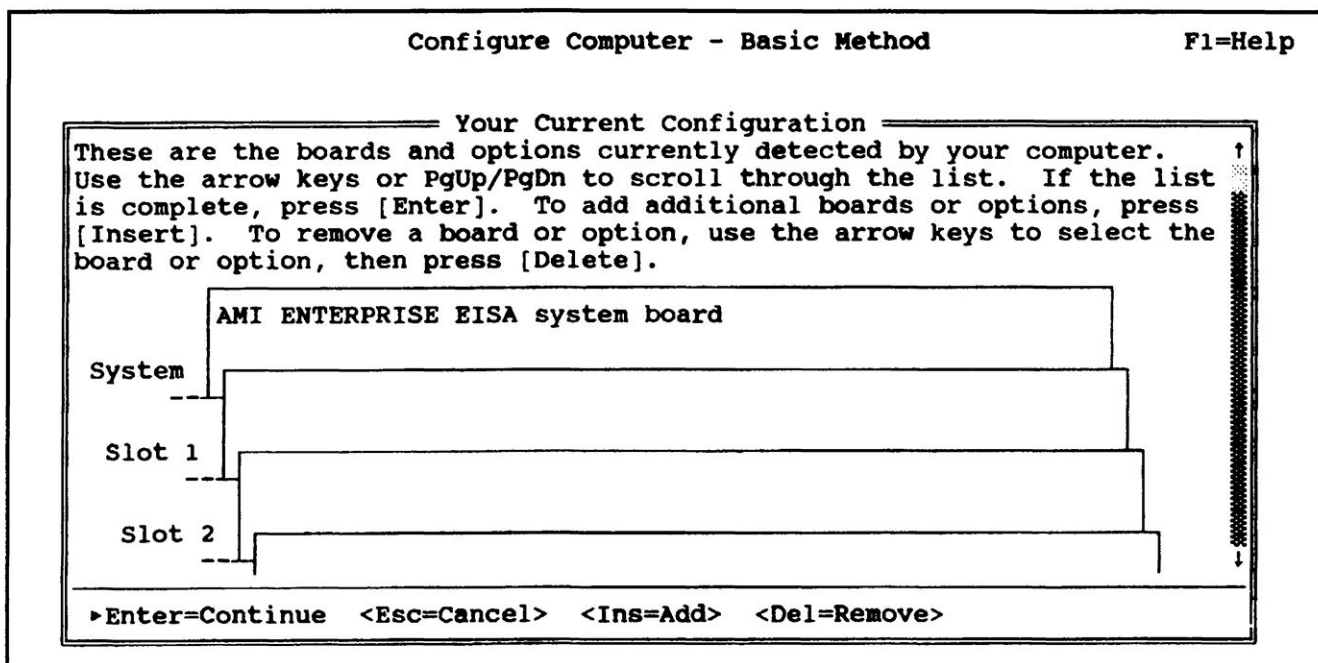 Configure Computer - Basic Method F1=Help
Your Current Configuration
These are the boards and options currently detected by your computer.
Use the arrow keys or PgUp/PgDn to scroll through the list. If the list
is complete, press [Enter]. To add additional boards or options, press
[Insert]. To remove a board or option, use the arrow keys to select the
board or option, then press [Delete].
AMI ENTERPRISE EISA system board
System
Slot 1
Slot 2
►Enter=Continue <Esc=Cancel> <Ins=Add> <Del=Remove>